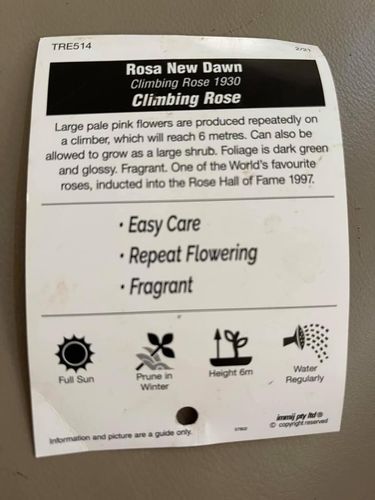 TRE514
2/21
Rosa New Dawn
Climbing Rose 1930
Climbing Rose
Large pale pink flowers are produced repeatedly on
a climber, which will reach 6 metres. Can also be
allowed to grow as a large shrub. Foliage is dark green
and glossy. Fragrant. One of the World's favourite
roses, inducted into the Rose Hall of Fame 1997.
• Easy Care
• Repeat Flowering
• Fragrant
Full Sun
Prune in
Winter
Height 6m
Water
Regularly
immij pty ltd®
© copyright reserved
Information and picture are a guide only.